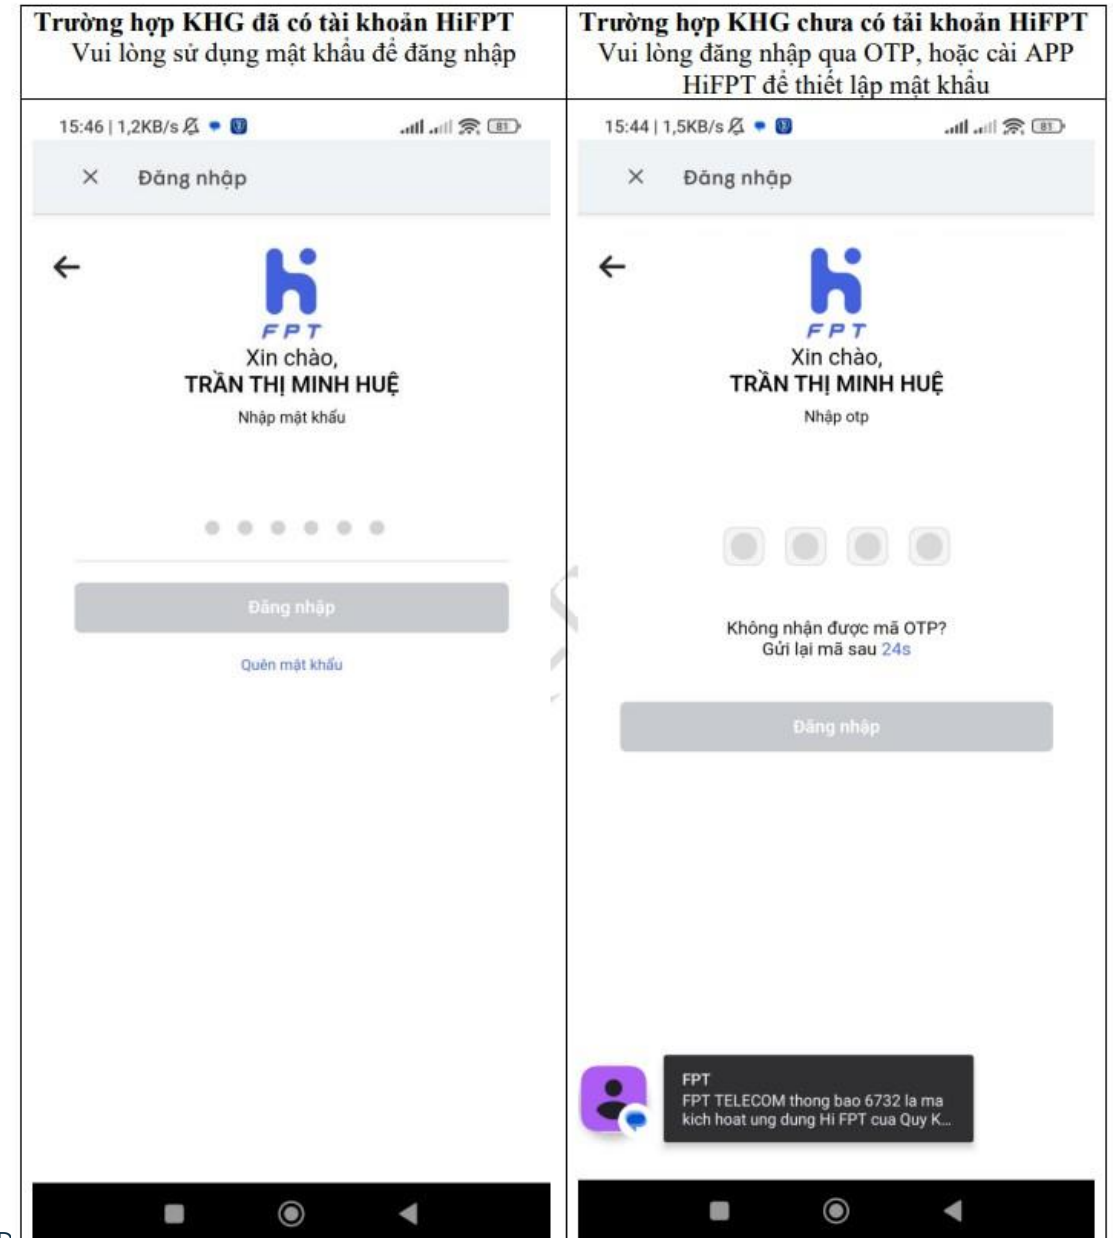 Trường hợp KHG đã có tài khoản HiFPT
Vui lòng sử dụng mật khẩu để đăng nhập
Trường hợp KHG chưa có tải khoản HiFPT
Vui lòng đăng nhập qua OTP, hoặc cài APP
HiFPT để thiết lập mật khẩu
15:46 | 1,2KB/s
81
Đăng nhập
FPT
Xin chào,
TRẦN THỊ MINH HUỆ
Nhập mật khẩu
Đăng nhập
Quên mật khẩu
15:44 | 1,5KB/s
81
Đăng nhập
FPT
Xin chào,
TRẦN THỊ MINH HUỆ
Nhập otp
Không nhận được mã OTP?
Gửi lại mã sau 24s
Đăng nhập
FPT
FPT TELECOM thong bao 6732 la ma
kich hoat ung dung Hi FPT cua Quy K...